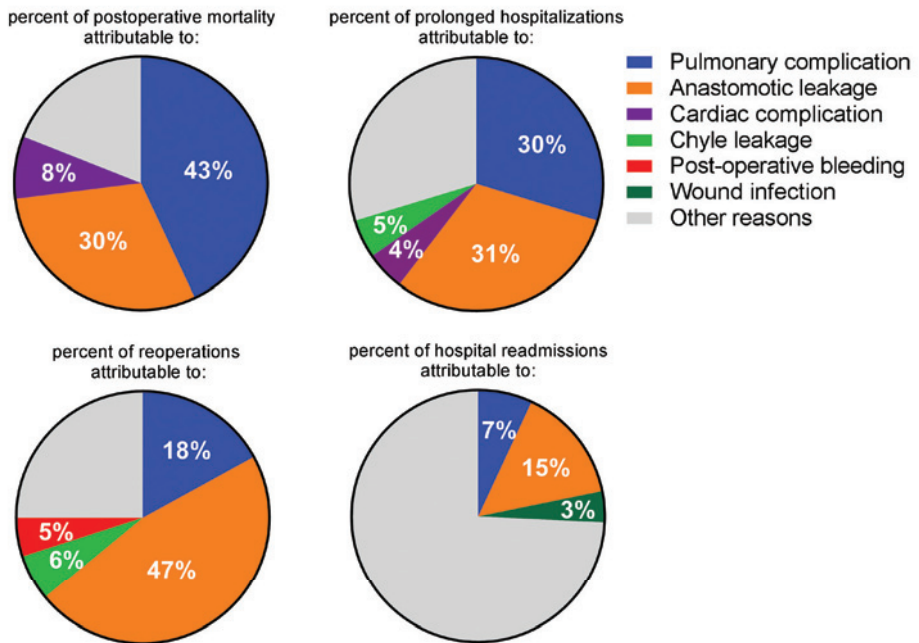 percent of postoperative mortality
attributable to:
43%
30%
8%
percent of prolonged hospitalizations
attributable to:
30%
31%
4%
5%
Pulmonary complication
Anastomotic leakage
Cardiac complication
Chyle leakage
Post-operative bleeding
Wound infection
Other reasons
percent of reoperations
attributable to:
18%
47%
6%
5%
percent of hospital readmissions
attributable to:
7%
15%
3%